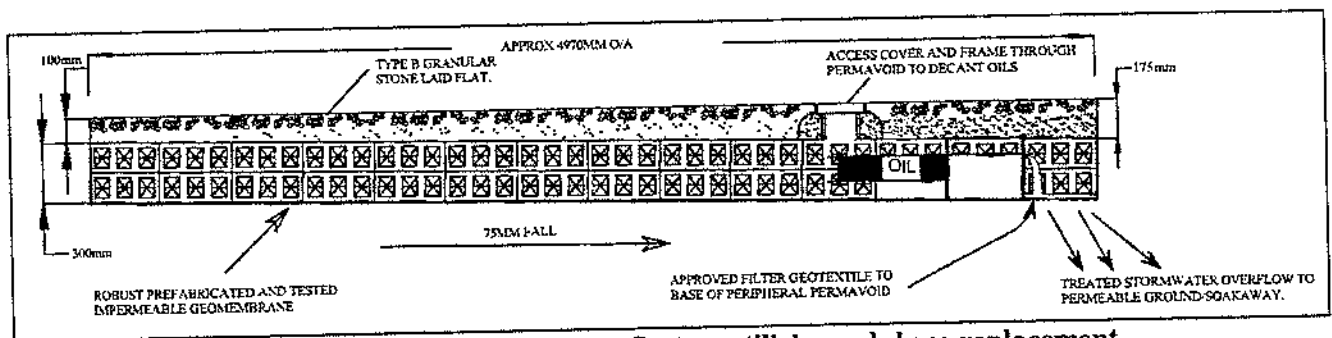 APPROX 4970MM O/A
100mm
TYPE B GRANULAR
STONE LAID FLAT.
ACCESS COVER AND FRAME THROUGH
PERMAVOID TO DECANT OILS
175mm
OIL
300mm
75MM FALL
ROBUST PREFABRICATED AND TESTED
IMPERMEABLE GEOMEMBRANE
APPROVED FILTER GEOTEXTILE TO
BASE OF PERIPHERAL PERMAVOID
TREATED STORMWATER OVERFLOW TO
PERMEABLE GROUND/SOAKAWAY.
replacement